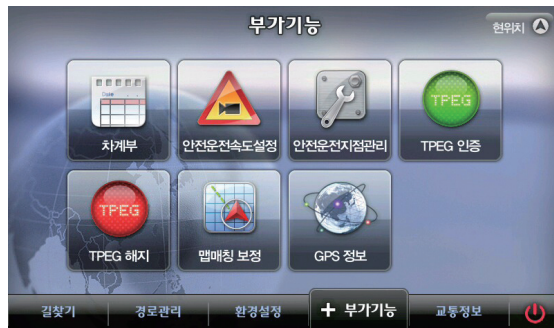 부가기능
현위치
Date
차계부
안전운전속도설정
안전운전지점관리
TPEG
TPEG 인증
TPEG
TPEG 해지
맵매칭 보정
GPS 정보
길찾기
경로관리
환경설정
+ 부가기능
교통정보